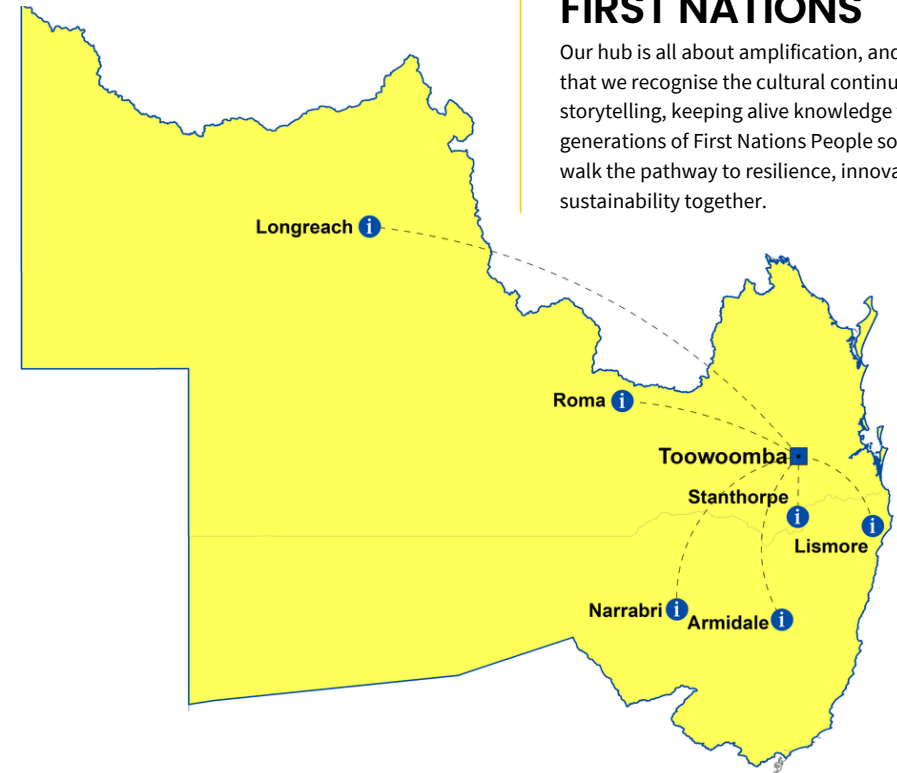 FIRST NATIONS
Our hub is all about amplification, and
that we recognise the cultural continu
storytelling, keeping alive knowledge
generations of First Nations People so
walk the pathway to resilience, innova
sustainability together.
Longreach i
Roma i
Toowoomba
Stanthorpe i
Lismore i
Narrabri i
Armidale i